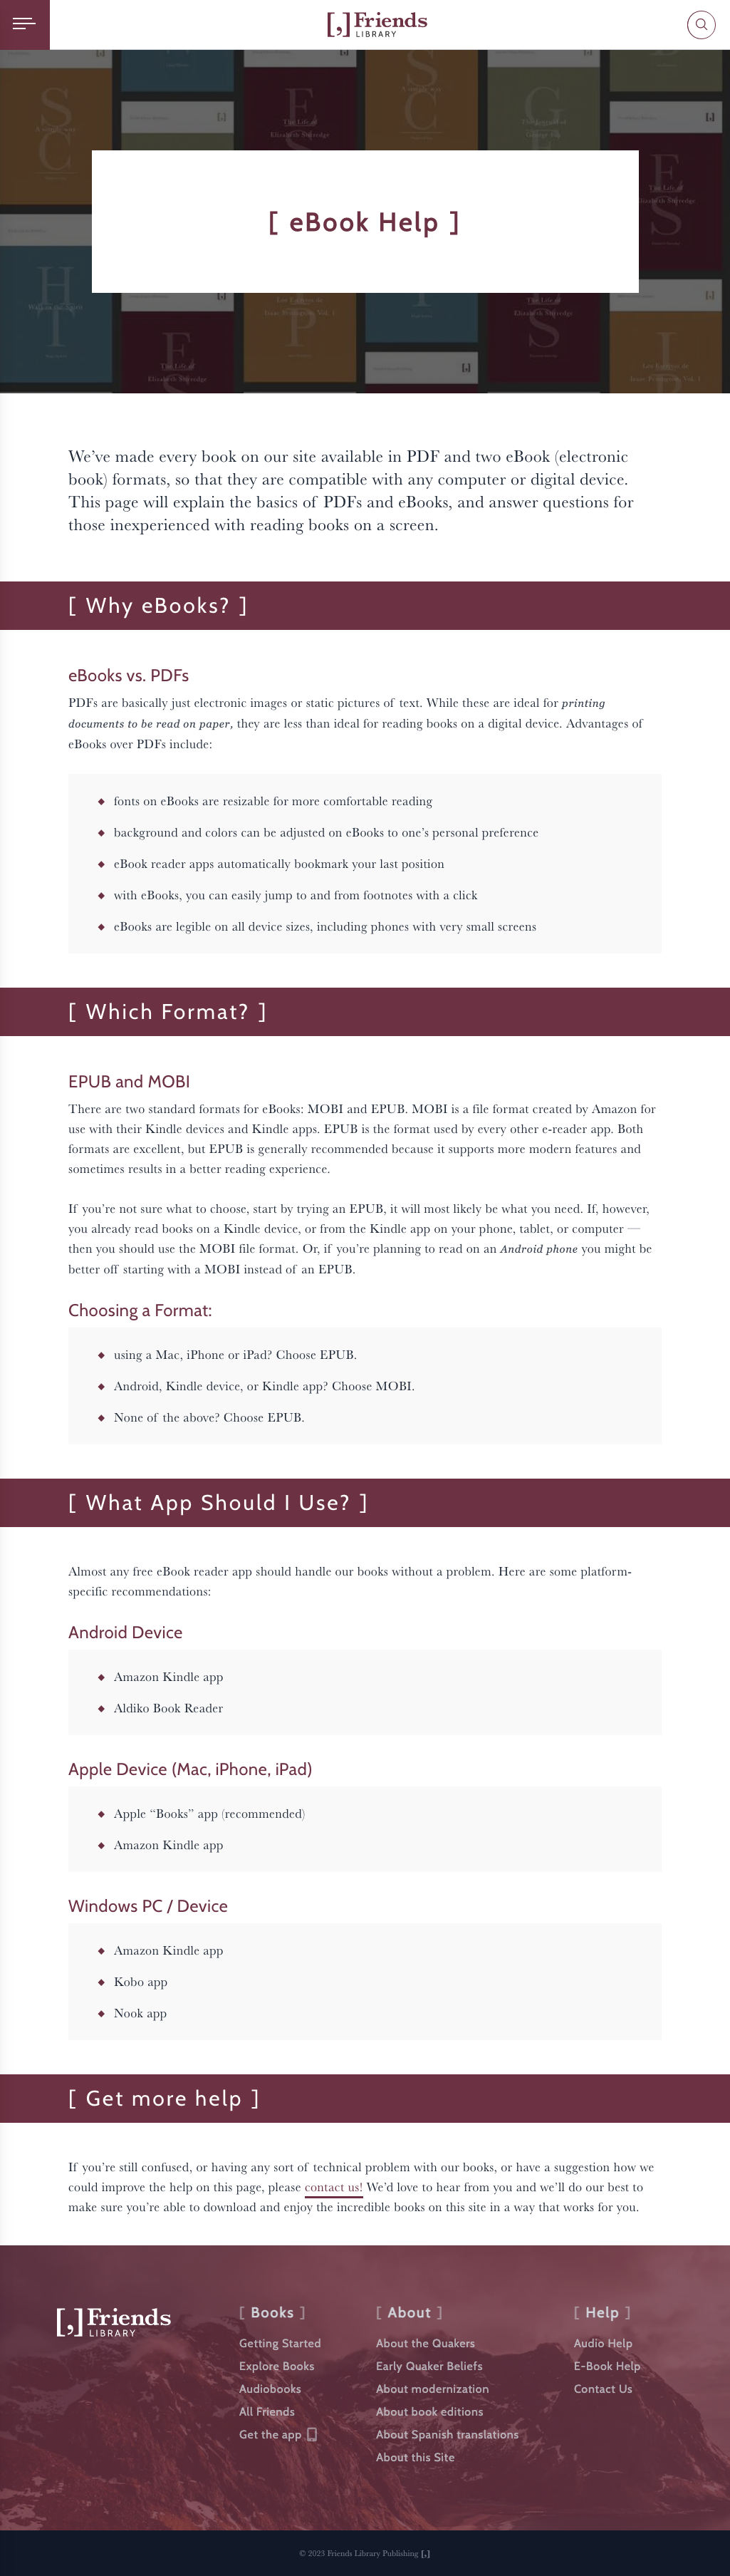 [,] Friends
LIBRARY
[ eBook Help ]
We’ve made every book on our site available in PDF and two eBook (electronic
book) formats, so that they are compatible with any computer or digital device.
This page will explain the basics of PDFs and eBooks, and answer questions for
those inexperienced with reading books on a screen.
[ Why eBooks? ]
eBooks vs. PDFs
PDFs are basically just electronic images or static pictures of text. While these are ideal for printing
documents to be read on paper, they are less than ideal for reading books on a digital device. Advantages of
eBooks over PDFs include:
fonts on eBooks are resizable for more comfortable reading
background and colors can be adjusted on eBooks to one’s personal preference
eBook reader apps automatically bookmark your last position
with eBooks, you can easily jump to and from footnotes with a click
eBooks are legible on all device sizes, including phones with very small screens
[ Which Format? ]
EPUB and MOBI
There are two standard formats for eBooks: MOBI and EPUB. MOBI is a file format created by Amazon for
use with their Kindle devices and Kindle apps. EPUB is the format used by every other e-reader app. Both
formats are excellent, but EPUB is generally recommended because it supports more modern features and
sometimes results in a better reading experience.
If you’re not sure what to choose, start by trying an EPUB, it will most likely be what you need. If, however,
you already read books on a Kindle device, or from the Kindle app on your phone, tablet, or computer —
then you should use the MOBI file format. Or, if you’re planning to read on an Android phone you might be
better off starting with a MOBI instead of an EPUB.
Choosing a Format:
using a Mac, iPhone or iPad? Choose EPUB.
Android, Kindle device, or Kindle app? Choose MOBI.
None of the above? Choose EPUB.
[ What App Should I Use? ]
Almost any free eBook reader app should handle our books without a problem. Here are some platform-
specific recommendations:
Android Device
Amazon Kindle app
Aldiko Book Reader
Apple Device (Mac, iPhone, iPad)
Apple “Books” app (recommended)
Amazon Kindle app
Windows PC / Device
Amazon Kindle app
Kobo app
Nook app
[ Get more help ]
If you’re still confused, or having any sort of technical problem with our books, or have a suggestion how we
could improve the help on this page, please contact us! We’d love to hear from you and we’ll do our best to
make sure you’re able to download and enjoy the incredible books on this site in a way that works for you.
[,] Friends
LIBRARY
[ Books ]
Getting Started
Explore Books
Audiobooks
All Friends
Get the app
[ About ]
About the Quakers
Early Quaker Beliefs
About modernization
About book editions
About Spanish translations
About this Site
[ Help ]
Audio Help
E-Book Help
Contact Us
© 2023 Friends Library Publishing [,]